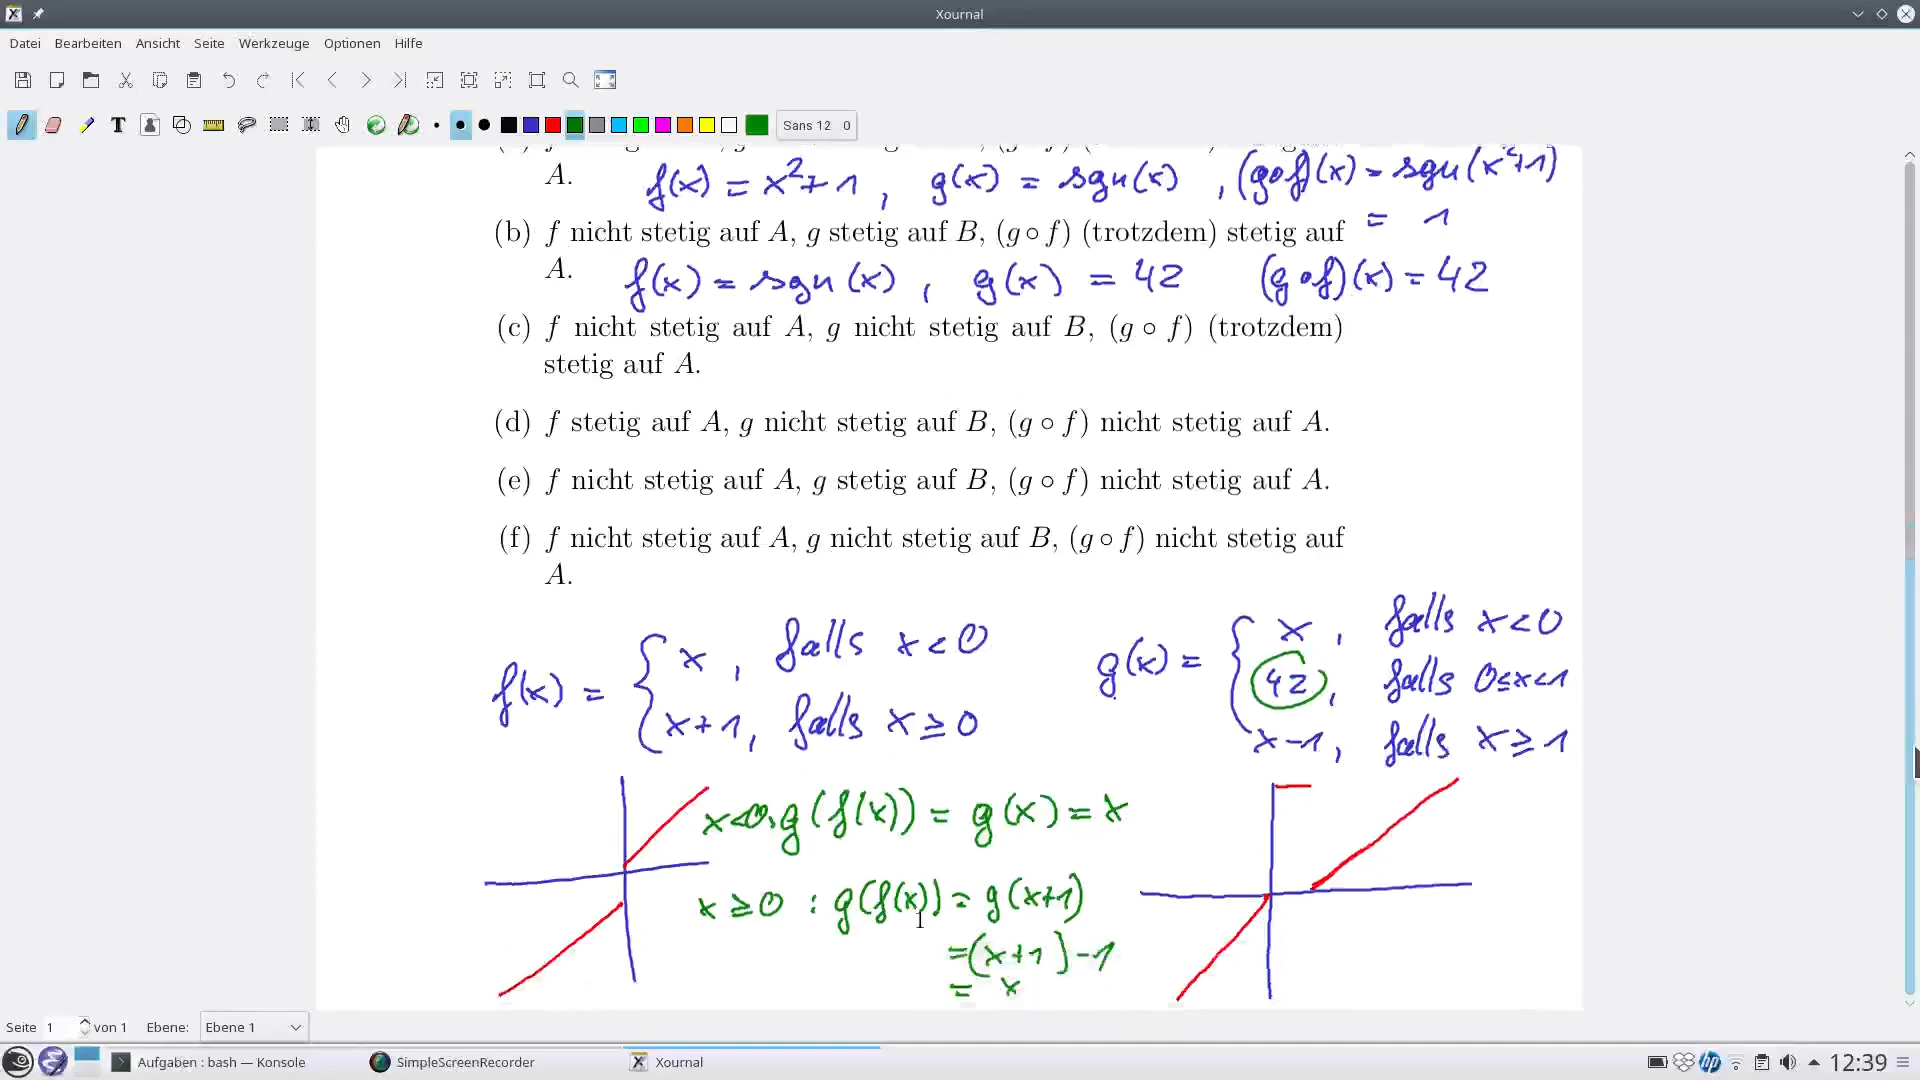 Xournal
Datei Bearbeiten Ansicht Seite Werkzeuge Optionen Hilfe
Sans 12 0
A. f(x) = x²+1, g(x) = sgn(x), (g∘f)(x) = sgn(x²+1)
= 1
(b) f nicht stetig auf A, g stetig auf B, (g ∘ f) (trotzdem) stetig auf
A. f(x) = sgn(x), g(x) = 42 (g∘f)(x) = 42
(c) f nicht stetig auf A, g nicht stetig auf B, (g ∘ f) (trotzdem)
stetig auf A.
(d) f stetig auf A, g nicht stetig auf B, (g ∘ f) nicht stetig auf A.
(e) f nicht stetig auf A, g stetig auf B, (g ∘ f) nicht stetig auf A.
(f) f nicht stetig auf A, g nicht stetig auf B, (g ∘ f) nicht stetig auf
A.
f(x) = { x, falls x<0
x+1, falls x≥0
g(x) = { x, falls x<0
42, falls 0≤x<1
x-1, falls x≥1
x<0: g(f(x)) = g(x) = x
x≥0 : g(f(x)) = g(x+1)
=(x+1)-1
= x
Seite 1 von 1 Ebene: Ebene 1
Aufgaben : bash — Konsole SimpleScreenRecorder Xournal 12:39